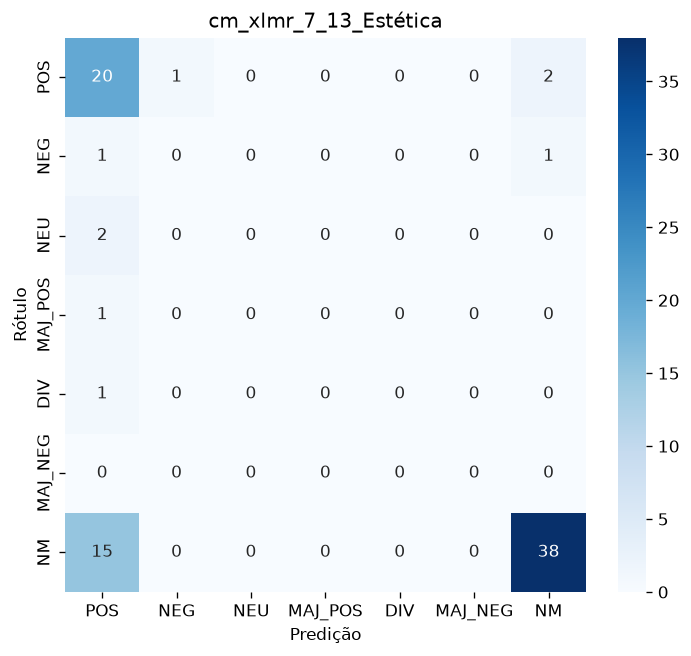 cm_xlmr_7_13_Estética
POS 20 1 0 0 0 0 2
NEG 1 0 0 0 0 0 1
NEU 2 0 0 0 0 0 0
MAJ_POS 1 0 0 0 0 0 0
DIV 1 0 0 0 0 0 0
MAJ_NEG 0 0 0 0 0 0 0
NM 15 0 0 0 0 0 38
POS NEG NEU MAJ_POS DIV MAJ_NEG NM
Predição
Rótulo
35
30
25
20
15
10
5
0